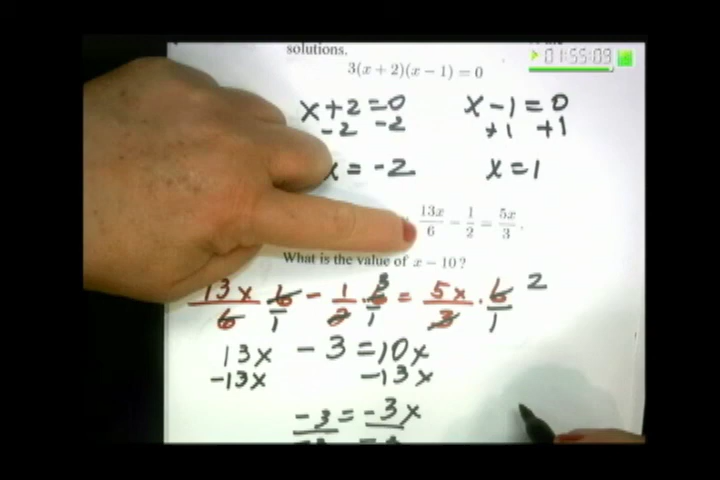 solutions.
01:55:09
3(x + 2)(x − 1) = 0
x + 2 = 0 x − 1 = 0
−2 −2 +1 +1
x = −2 x = 1
13x/6 − 1/2 = 5x/3.
What is the value of x − 10?
13x/6 · 6/1 − 1/2 · 6/1 3 = 5x/3 · 6/1 2
13x − 3 = 10x
−13x −13x
−3 = −3x